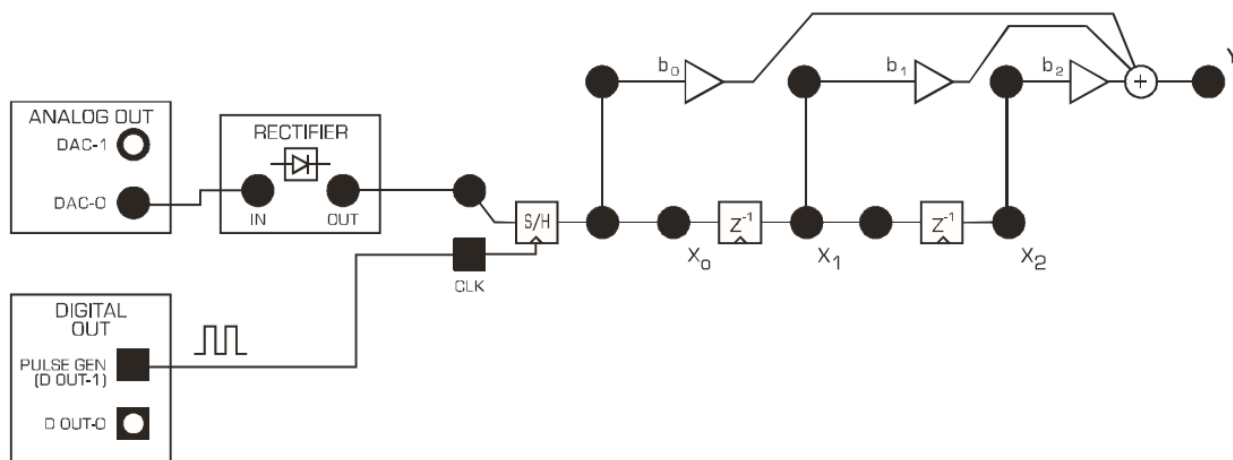 ANALOG OUT
DAC-1
DAC-0
RECTIFIER
IN
OUT
S/H
CLK
DIGITAL
OUT
PULSE GEN
(D OUT-1)
D OUT-0
b0
b1
b2
+
Y
Z-1
Z-1
X0
X1
X2